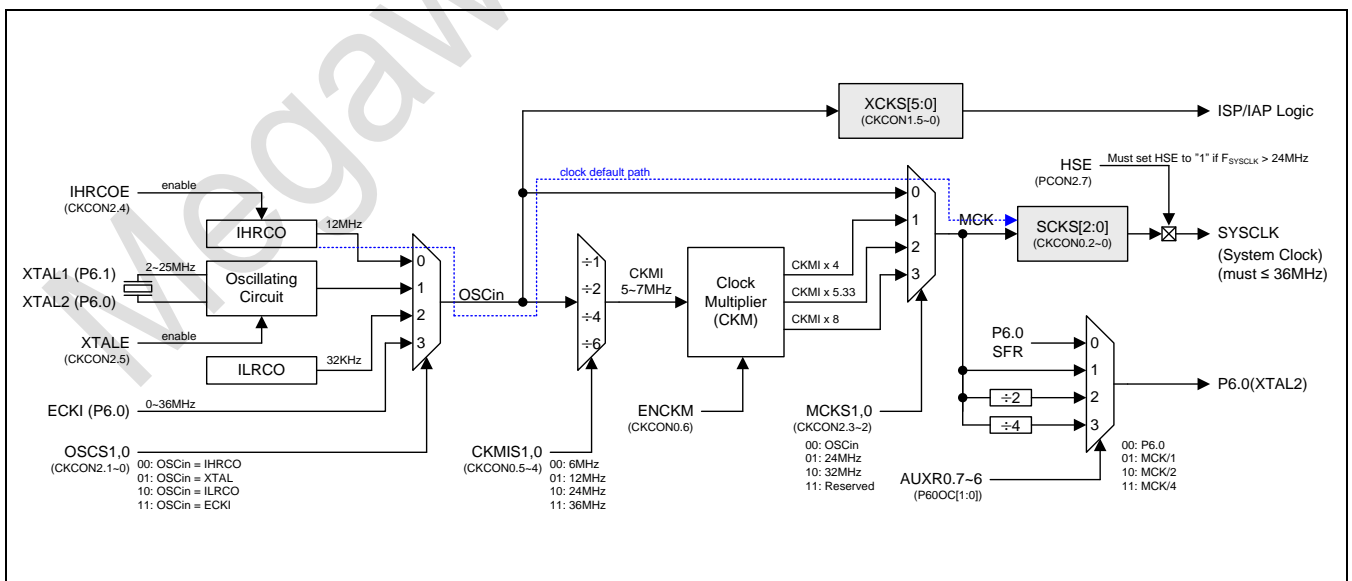 XCKS[5:0]
(CKCON1.5~0)
ISP/IAP Logic
HSE
(PCON2.7)
Must set HSE to "1" if FSYSCLK > 24MHz
clock default path
IHRCOE
(CKCON2.4)
enable
IHRCO
12MHz
XTAL1 (P6.1)
2~25MHz
XTAL2 (P6.0)
Oscillating
Circuit
XTALE
(CKCON2.5)
enable
ILRCO
32KHz
ECKI (P6.0)
0~36MHz
OSCS1,0
(CKCON2.1~0)
00: OSCin = IHRCO
01: OSCin = XTAL
10: OSCin = ILRCO
11: OSCin = ECKI
0
1
2
3
OSCin
÷1
÷2
÷4
÷6
CKMIS1,0
(CKCON0.5~4)
00: 6MHz
01: 12MHz
10: 24MHz
11: 36MHz
CKMI
5~7MHz
Clock
Multiplier
(CKM)
ENCKM
(CKCON0.6)
CKMI x 4
CKMI x 5.33
CKMI x 8
0
1
2
3
MCKS1,0
(CKCON2.3~2)
00: OSCin
01: 24MHz
10: 32MHz
11: Reserved
MCK
SCKS[2:0]
(CKCON0.2~0)
SYSCLK
(System Clock)
(must ≤ 36MHz)
P6.0
SFR
÷2
÷4
0
1
2
3
P6.0(XTAL2)
AUXR0.7~6
(P60OC[1:0])
00: P6.0
01: MCK/1
10: MCK/2
11: MCK/4
Megaw